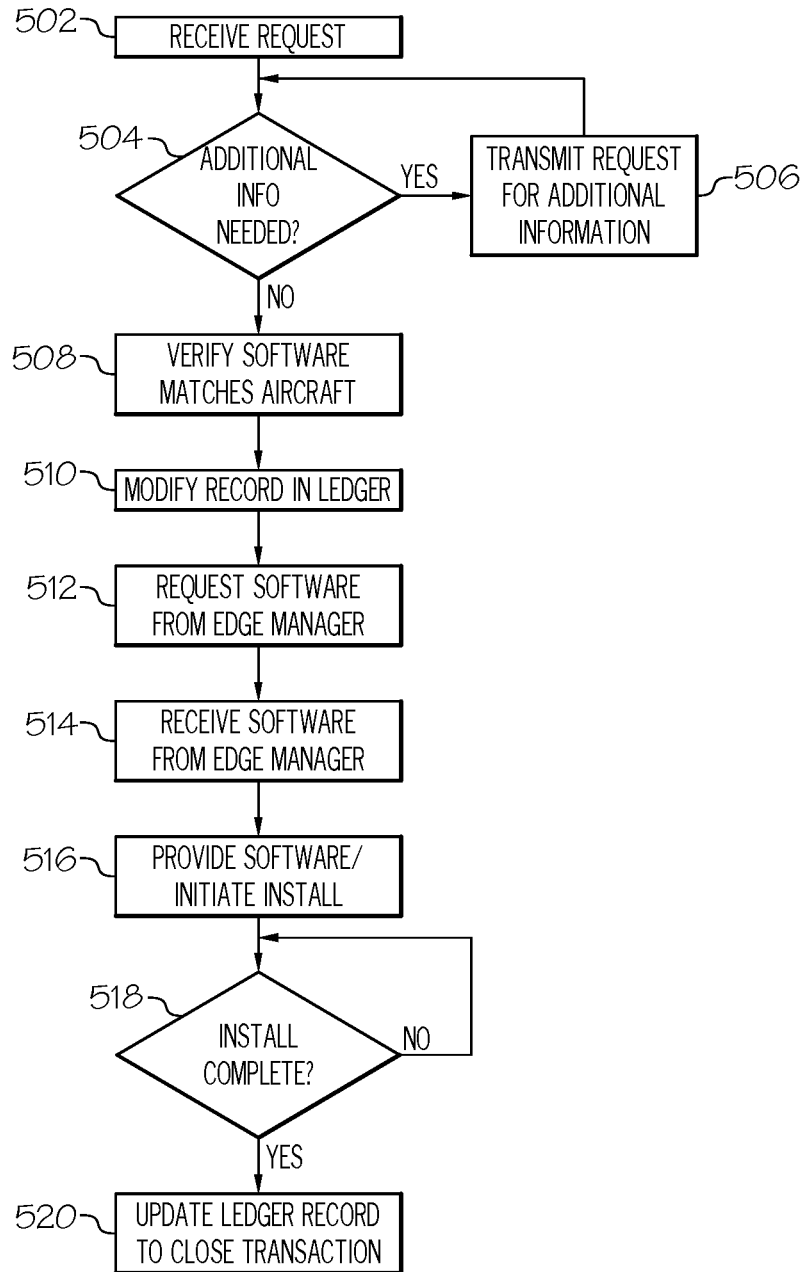 502
RECEIVE REQUEST
504
ADDITIONAL
INFO
NEEDED?
YES
TRANSMIT REQUEST
FOR ADDITIONAL
INFORMATION
506
NO
508
VERIFY SOFTWARE
MATCHES AIRCRAFT
510
MODIFY RECORD IN LEDGER
512
REQUEST SOFTWARE
FROM EDGE MANAGER
514
RECEIVE SOFTWARE
FROM EDGE MANAGER
516
PROVIDE SOFTWARE/
INITIATE INSTALL
518
INSTALL
COMPLETE?
NO
YES
520
UPDATE LEDGER RECORD
TO CLOSE TRANSACTION